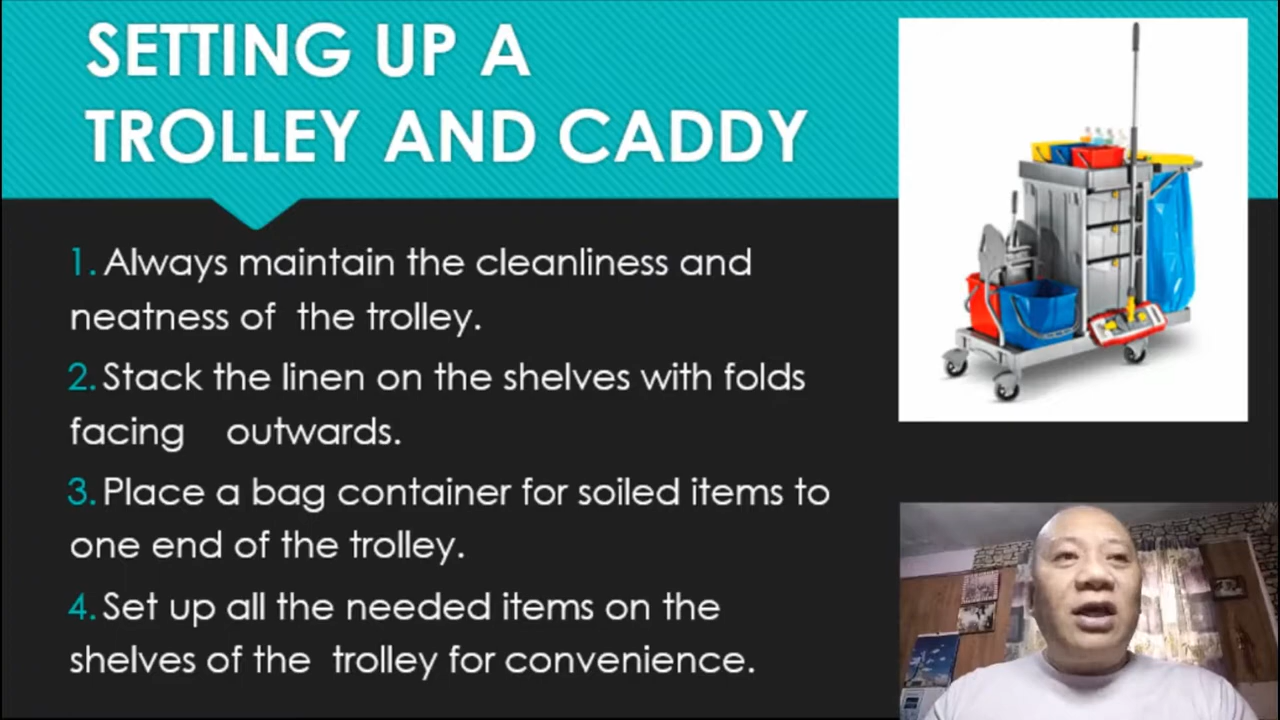 SETTING UP A
TROLLEY AND CADDY
1. Always maintain the cleanliness and
neatness of the trolley.
2. Stack the linen on the shelves with folds
facing outwards.
3. Place a bag container for soiled items to
one end of the trolley.
4. Set up all the needed items on the
shelves of the trolley for convenience.